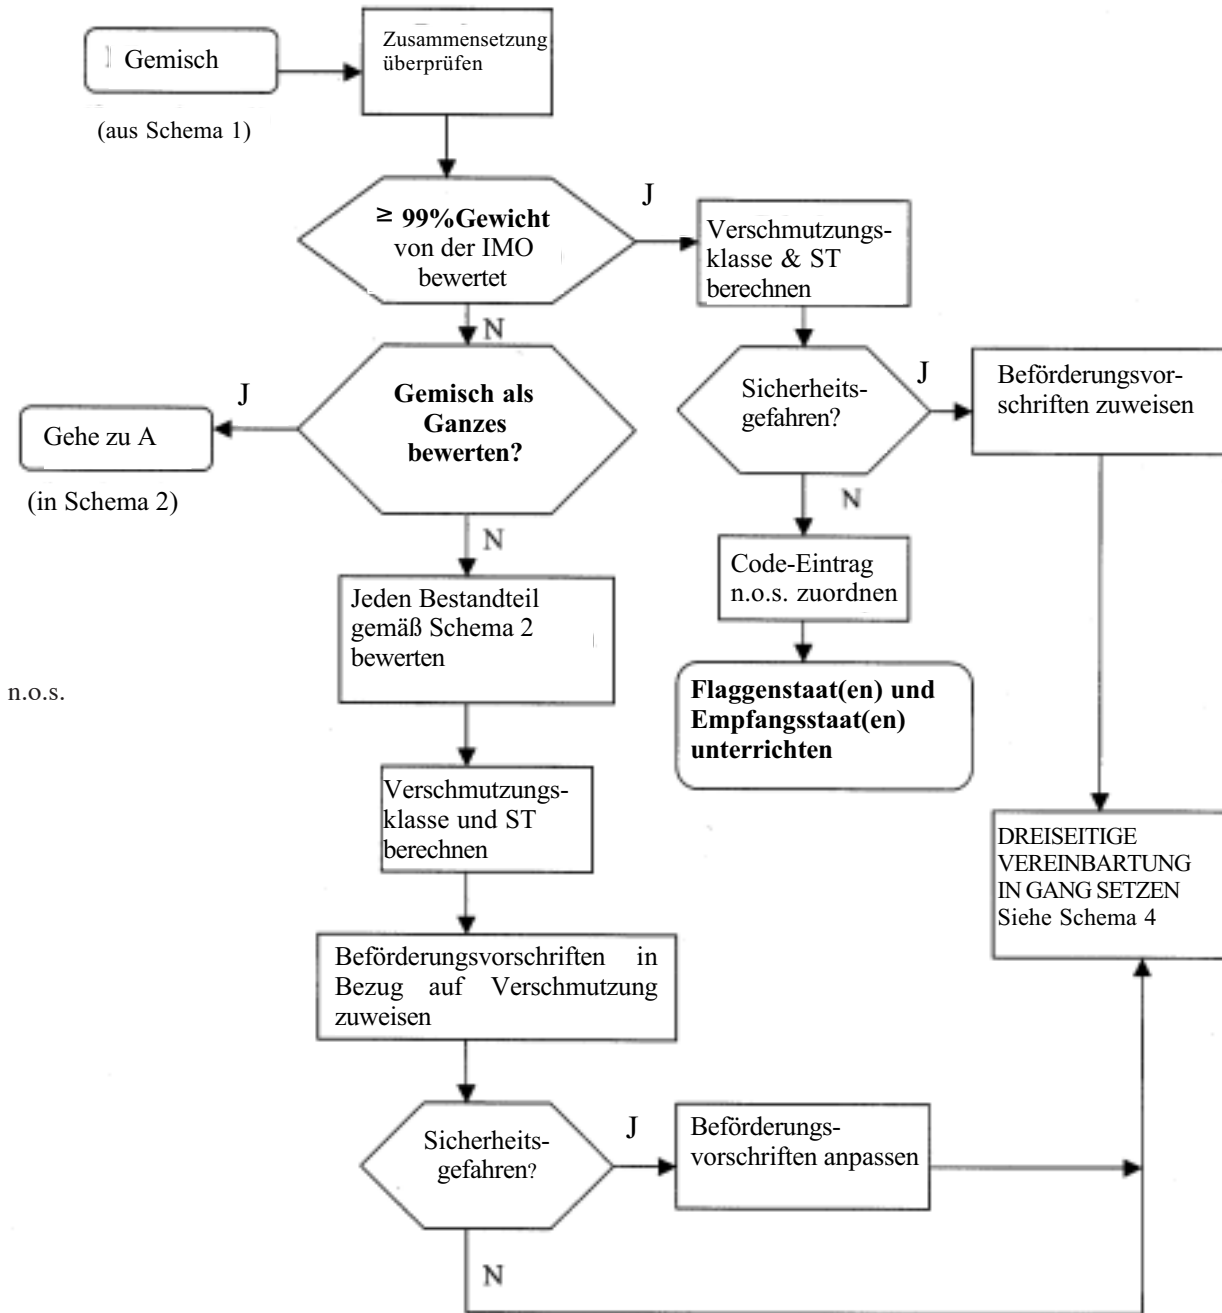 Gemisch
(aus Schema 1)
Zusammensetzung
überprüfen
≥ 99%Gewicht
von der IMO
bewertet
J
Verschmutzungs-
klasse & ST
berechnen
N
Sicherheits-
gefahren?
J
Beförderungsvor-
schriften zuweisen
Gemisch als
Ganzes
bewerten?
J
Gehe zu A
(in Schema 2)
N
N
Code-Eintrag
n.o.s. zuordnen
Jeden Bestandteil
gemäß Schema 2
bewerten
n.o.s.
Flaggenstaat(en) und
Empfangsstaat(en)
unterrichten
Verschmutzungs-
klasse und ST
berechnen
DREISEITIGE
VEREINBARTUNG
IN GANG SETZEN
Siehe Schema 4
Beförderungsvorschriften in
Bezug auf Verschmutzung
zuweisen
Sicherheits-
gefahren?
J
Beförderungs-
vorschriften anpassen
N